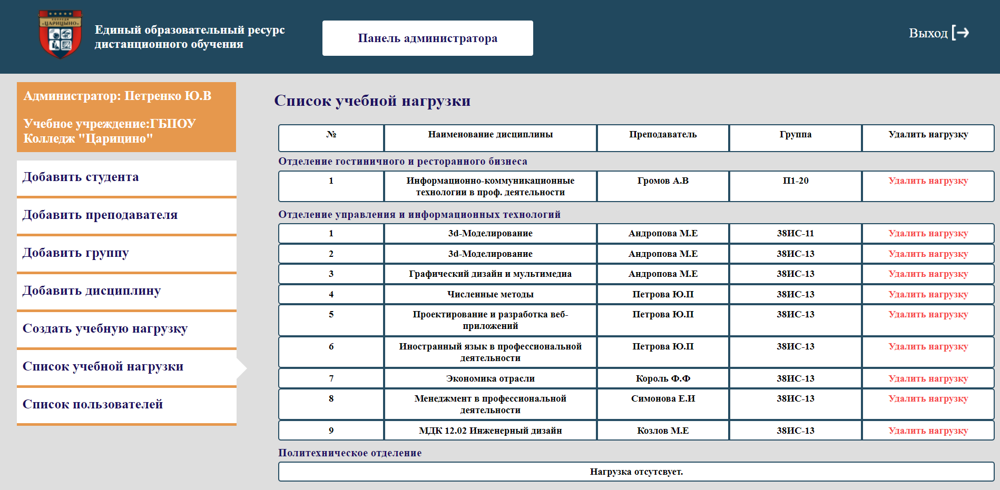 КОЛЛЕДЖ
«ЦАРИЦЫНО»
Единый образовательный ресурс
дистанционного обучения
Панель администратора
Выход
Администратор: Петренко Ю.В
Учебное учреждение:ГБПОУ
Колледж "Царицино"
Добавить студента
Добавить преподавателя
Добавить группу
Добавить дисциплину
Создать учебную нагрузку
Список учебной нагрузки
Список пользователей
Список учебной нагрузки
№ Наименование дисциплины Преподаватель Группа Удалить нагрузку
Отделение гостиничного и ресторанного бизнеса
1 Информационно-коммуникационные Громов А.В П1-20 Удалить нагрузку
технологии в проф. деятельности
Отделение управления и информационных технологий
1 3d-Моделирование Андропова М.Е 38ИС-11 Удалить нагрузку
2 3d-Моделирование Андропова М.Е 38ИС-13 Удалить нагрузку
3 Графический дизайн и мультимедиа Андропова М.Е 38ИС-13 Удалить нагрузку
4 Численные методы Петрова Ю.П 38ИС-13 Удалить нагрузку
5 Проектирование и разработка веб- Петрова Ю.П 38ИС-13 Удалить нагрузку
приложений
6 Иностранный язык в профессиональной Петрова Ю.П 38ИС-13 Удалить нагрузку
деятельности
7 Экономика отрасли Король Ф.Ф 38ИС-13 Удалить нагрузку
8 Менеджмент в профессиональной Симонова Е.И 38ИС-13 Удалить нагрузку
деятельности
9 МДК 12.02 Инженерный дизайн Козлов М.Е 38ИС-13 Удалить нагрузку
Политехническое отделение
Нагрузка отсутсвует.